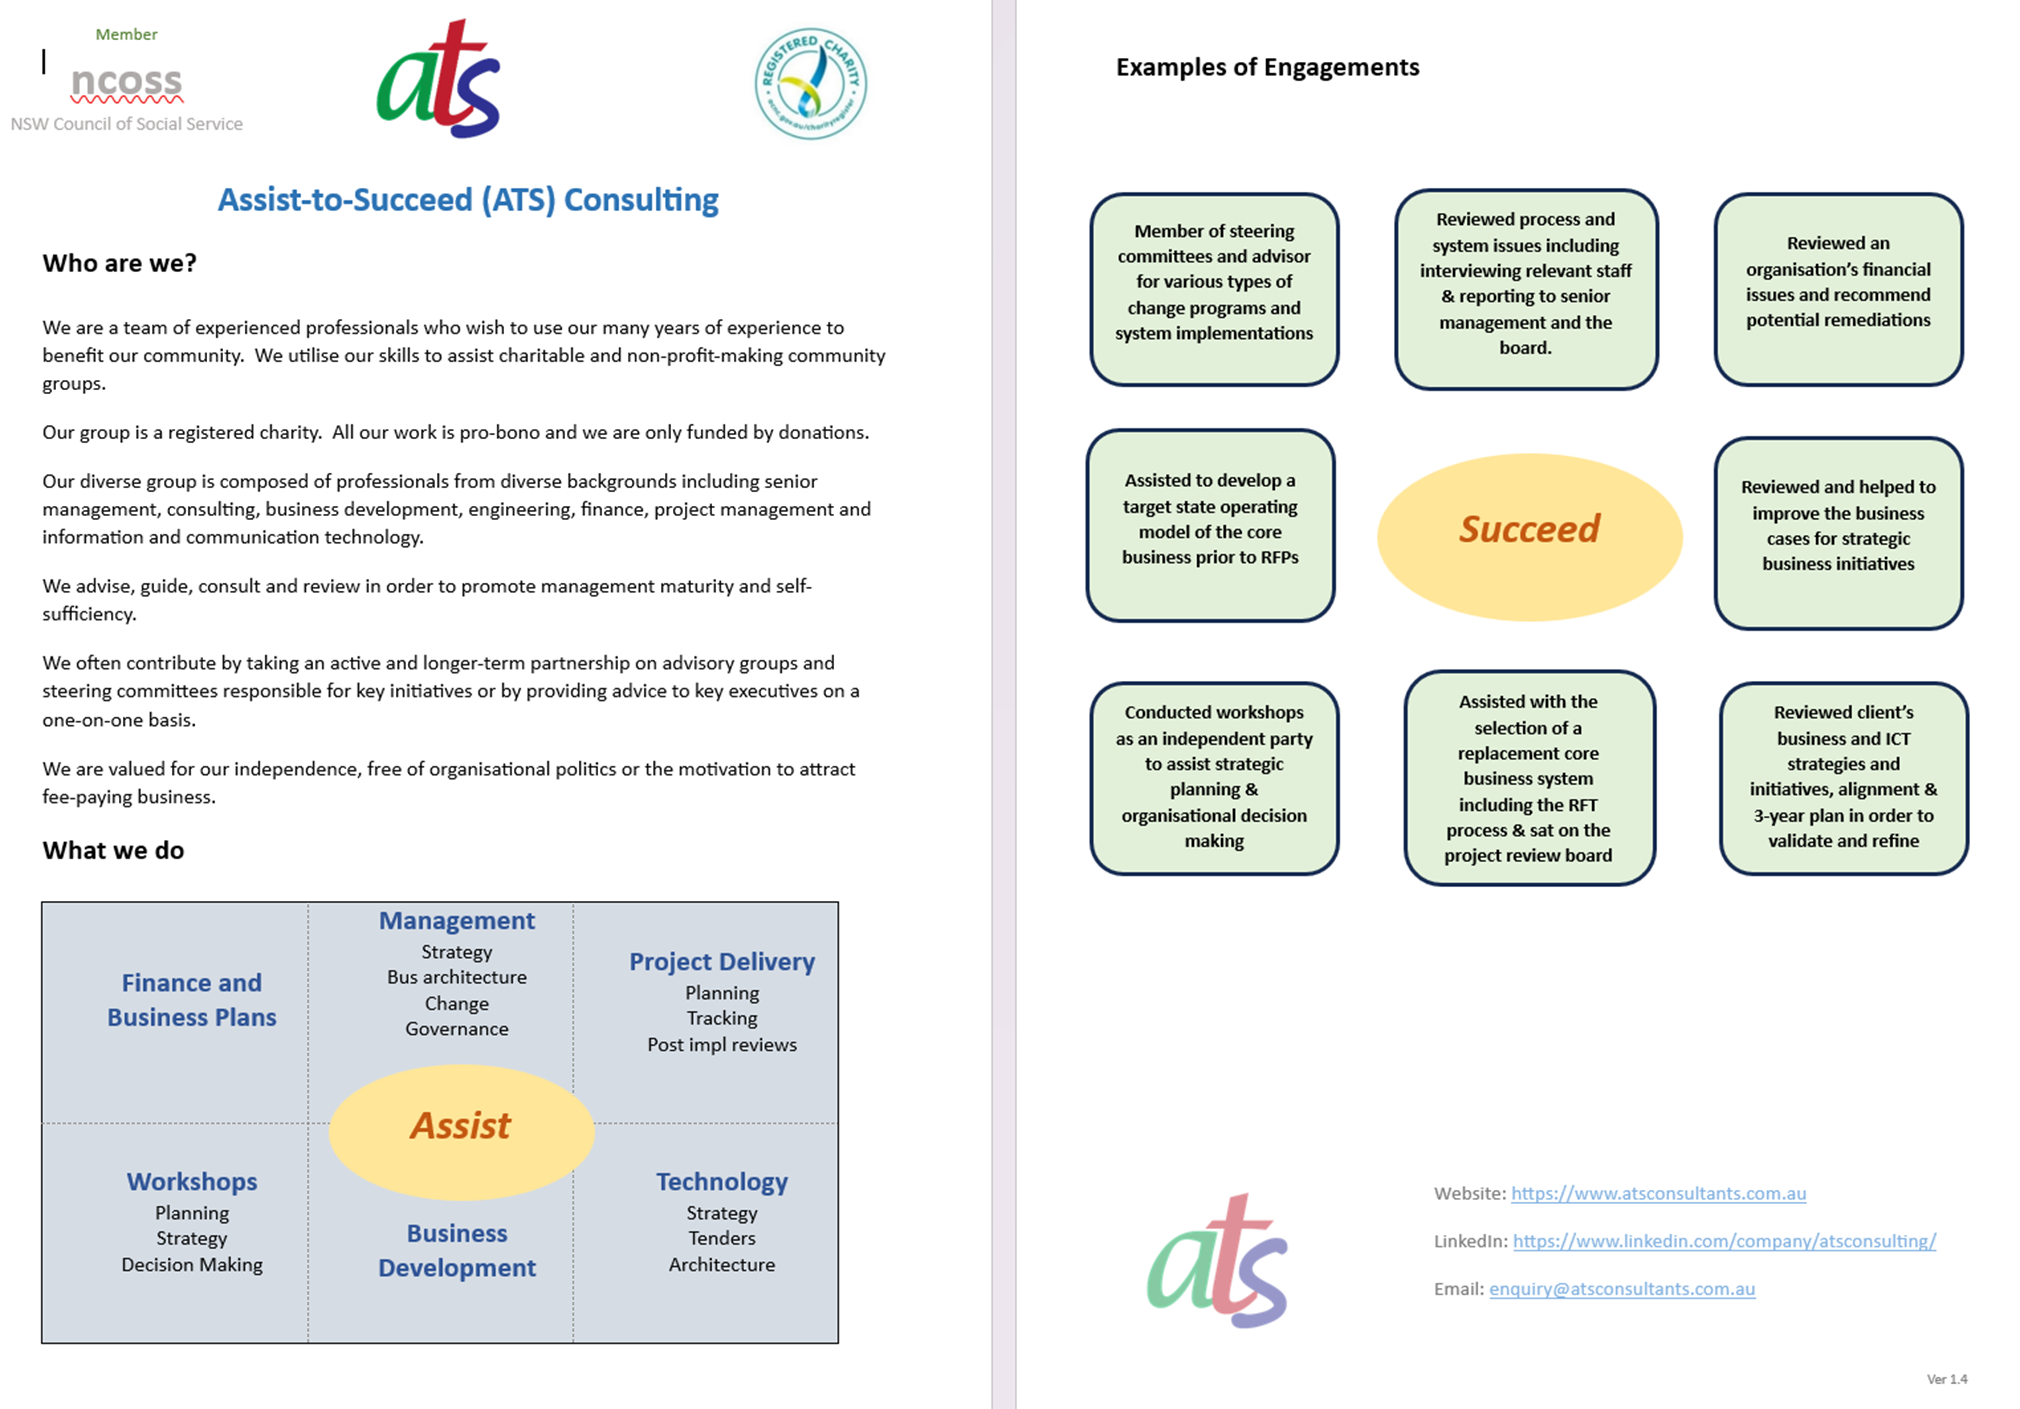 Member
ncoss
NSW Council of Social Service
ats
REGISTERED CHARITY
acnc.gov.au/charityregister
Assist-to-Succeed (ATS) Consulting
Who are we?
We are a team of experienced professionals who wish to use our many years of experience to
benefit our community.  We utilise our skills to assist charitable and non-profit-making community
groups.
Our group is a registered charity.  All our work is pro-bono and we are only funded by donations.
Our diverse group is composed of professionals from diverse backgrounds including senior
management, consulting, business development, engineering, finance, project management and
information and communication technology.
We advise, guide, consult and review in order to promote management maturity and self-
sufficiency.
We often contribute by taking an active and longer-term partnership on advisory groups and
steering committees responsible for key initiatives or by providing advice to key executives on a
one-on-one basis.
We are valued for our independence, free of organisational politics or the motivation to attract
fee-paying business.
What we do
Finance and
Business Plans
Management
Strategy
Bus architecture
Change
Governance
Project Delivery
Planning
Tracking
Post impl reviews
Assist
Workshops
Planning
Strategy
Decision Making
Business
Development
Technology
Strategy
Tenders
Architecture
Examples of Engagements
Member of steering
committees and advisor
for various types of
change programs and
system implementations
Reviewed process and
system issues including
interviewing relevant staff
& reporting to senior
management and the
board.
Reviewed an
organisation’s financial
issues and recommend
potential remediations
Assisted to develop a
target state operating
model of the core
business prior to RFPs
Succeed
Reviewed and helped to
improve the business
cases for strategic
business initiatives
Conducted workshops
as an independent party
to assist strategic
planning &
organisational decision
making
Assisted with the
selection of a
replacement core
business system
including the RFT
process & sat on the
project review board
Reviewed client’s
business and ICT
strategies and
initiatives, alignment &
3-year plan in order to
validate and refine
ats
Website: https://www.atsconsultants.com.au
LinkedIn: https://www.linkedin.com/company/atsconsulting/
Email: enquiry@atsconsultants.com.au
Ver 1.4